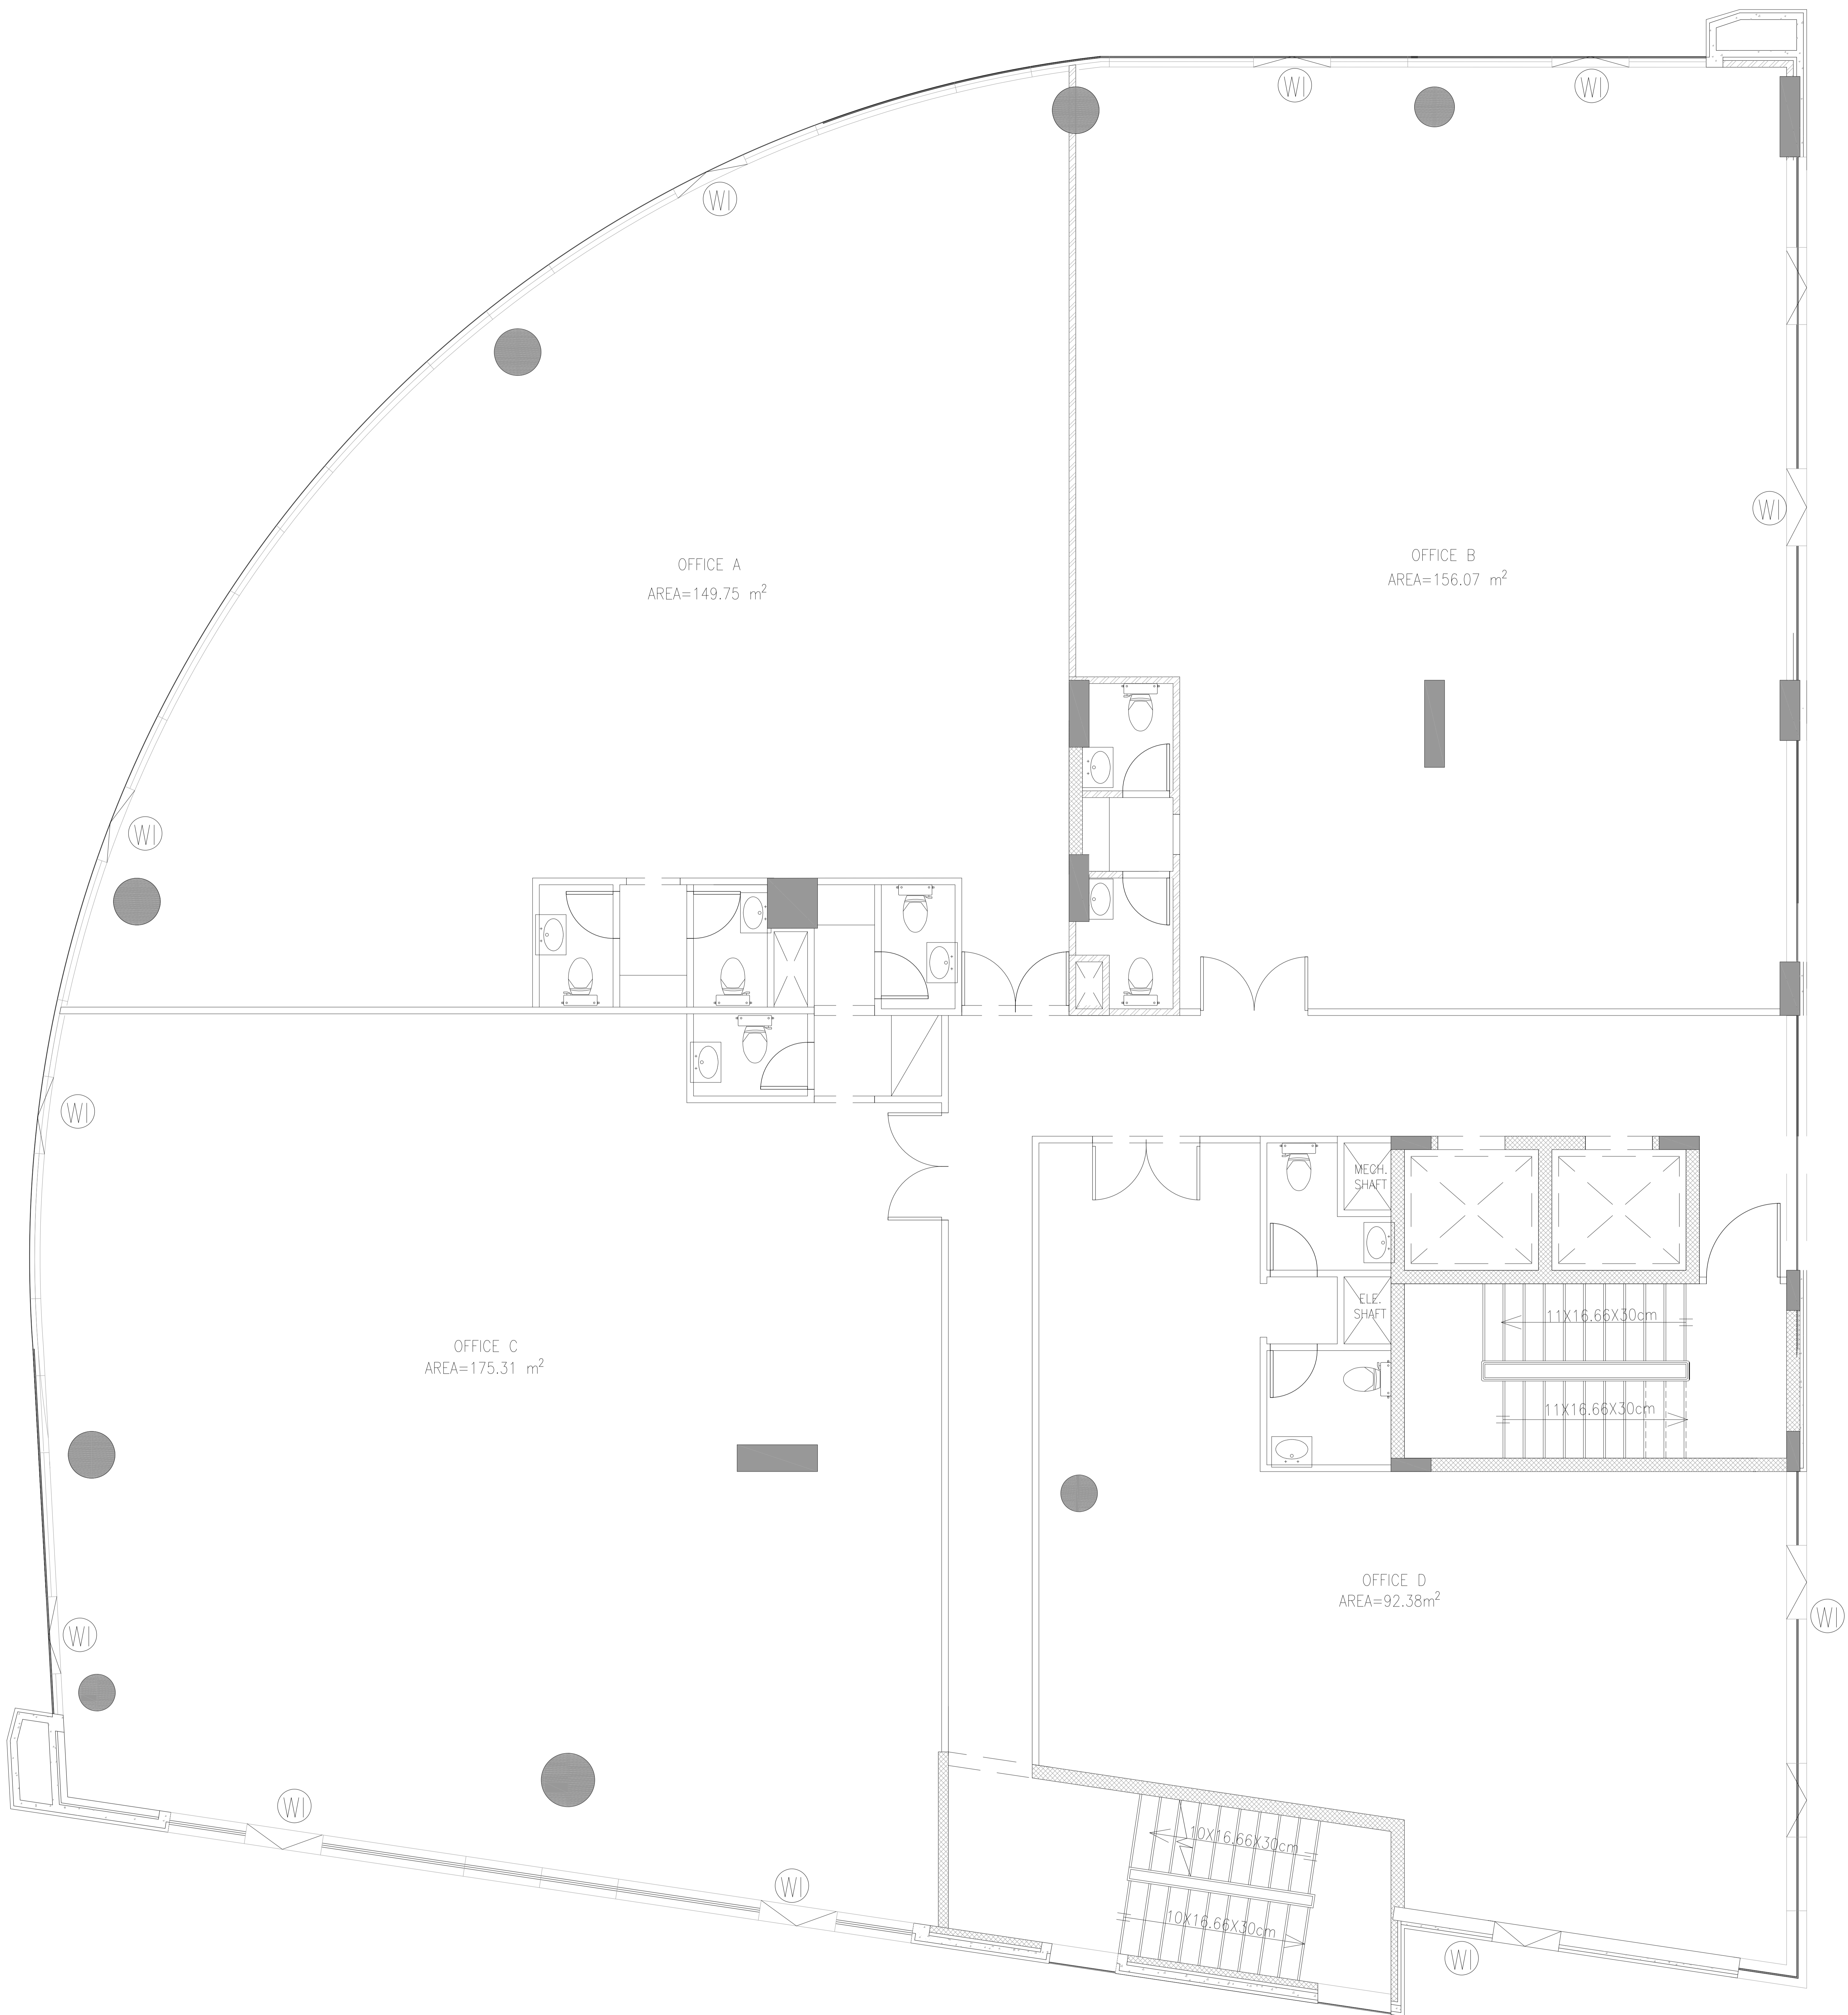 WI
WI
WI
WI
OFFICE B
AREA=156.07 m²
OFFICE A
AREA=149.75 m²
WI
WI
MECH.
SHAFT
ELE.
SHAFT
11X16.66X30cm
OFFICE C
AREA=175.31 m²
11X16.66X30cm
OFFICE D
AREA=92.38m²
WI
WI
WI
10X16.66X30cm
WI
10X16.66X30cm
WI